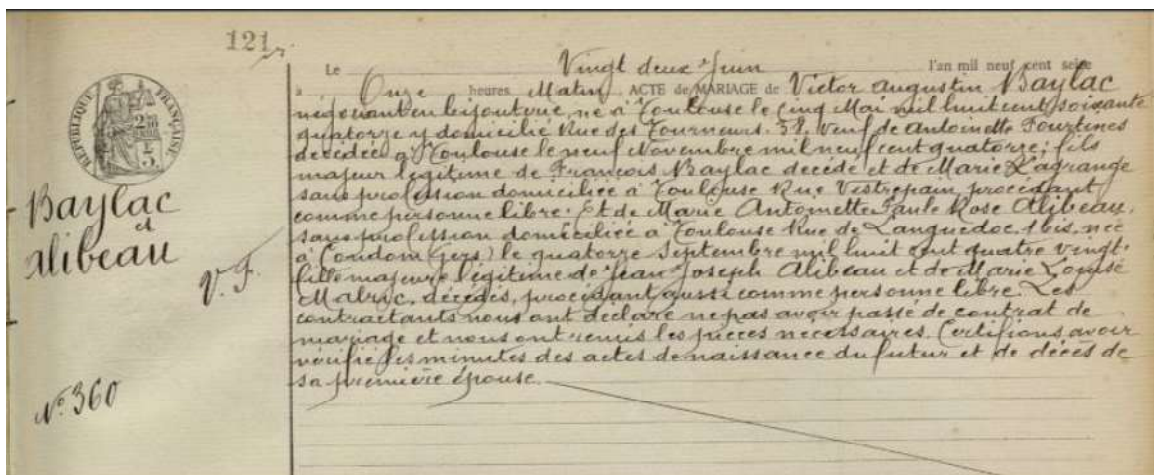 121
Le Vingt deux Juin l'an mil neuf cent seize
à Onze heures Matin ACTE de MARIAGE de Victor Augustin Baylac
négociant en bijouterie, né à Toulouse le cinq Mai mil huit cent soixante
quatorze y domicilié Rue des Tourneurs. 38. Veuf de Antoinette Fourtines
décédée à Toulouse le neuf Novembre mil neuf cent quatorze; fils
majeur légitime de François Baylac décédé et de Marie Lagrange
sans profession domiciliée à Toulouse Rue Vestrepain procédant
comme personne libre. Et de Marie Antoinette Paule Rose Alibeau,
sans profession domiciliée à Toulouse Rue de Languedoc. 1 bis, née
à Condom (Gers) le quatorze Septembre mil huit cent quatre vingt.
fille majeure légitime de Jean Joseph Alibeau et de Marie Louise
Malric, décédés, procédant aussi comme personne libre. Les
contractants nous ont déclaré ne pas avoir passé de contrat de
mariage et nous ont remis les pièces nécessaires. Certifions avoir
vérifié les minutes des actes de naissance du futur et de décès de
sa première épouse.
REPUBLIQUE FRANÇAISE
Baylac
et
Alibeau
V. F.
N° 360